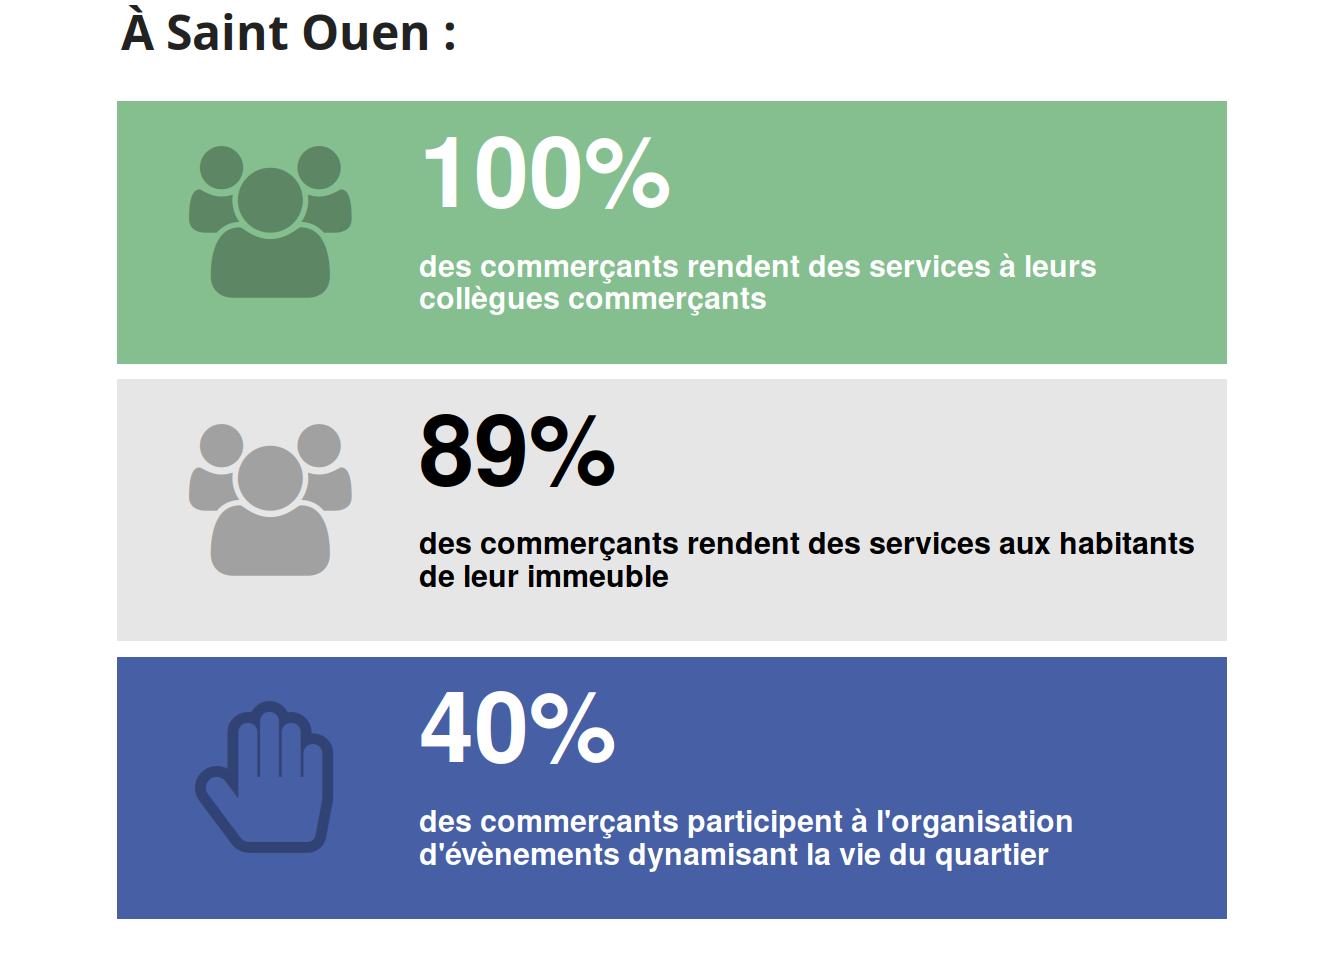 À Saint Ouen :
100%
des commerçants rendent des services à leurs
collègues commerçants
89%
des commerçants rendent des services aux habitants
de leur immeuble
40%
des commerçants participent à l'organisation
d'évènements dynamisant la vie du quartier